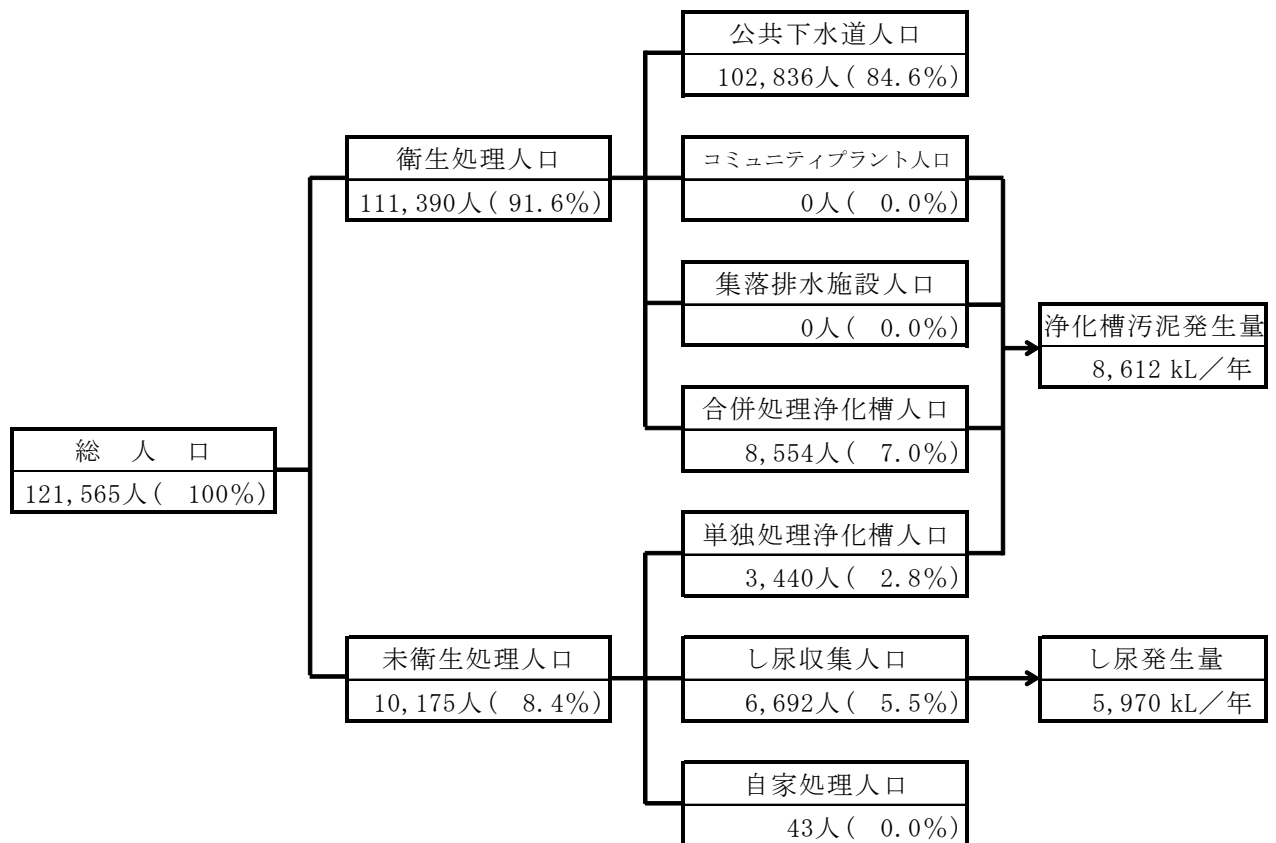 公共下水道人口
102,836人( 84.6%)
衛生処理人口
111,390人( 91.6%)
コミュニティプラント人口
0人( 0.0%)
集落排水施設人口
0人( 0.0%)
浄化槽汚泥発生量
8,612 kL／年
合併処理浄化槽人口
8,554人( 7.0%)
総 人 口
121,565人( 100%)
単独処理浄化槽人口
3,440人( 2.8%)
未衛生処理人口
10,175人( 8.4%)
し尿収集人口
6,692人( 5.5%)
し尿発生量
5,970 kL／年
自家処理人口
43人( 0.0%)